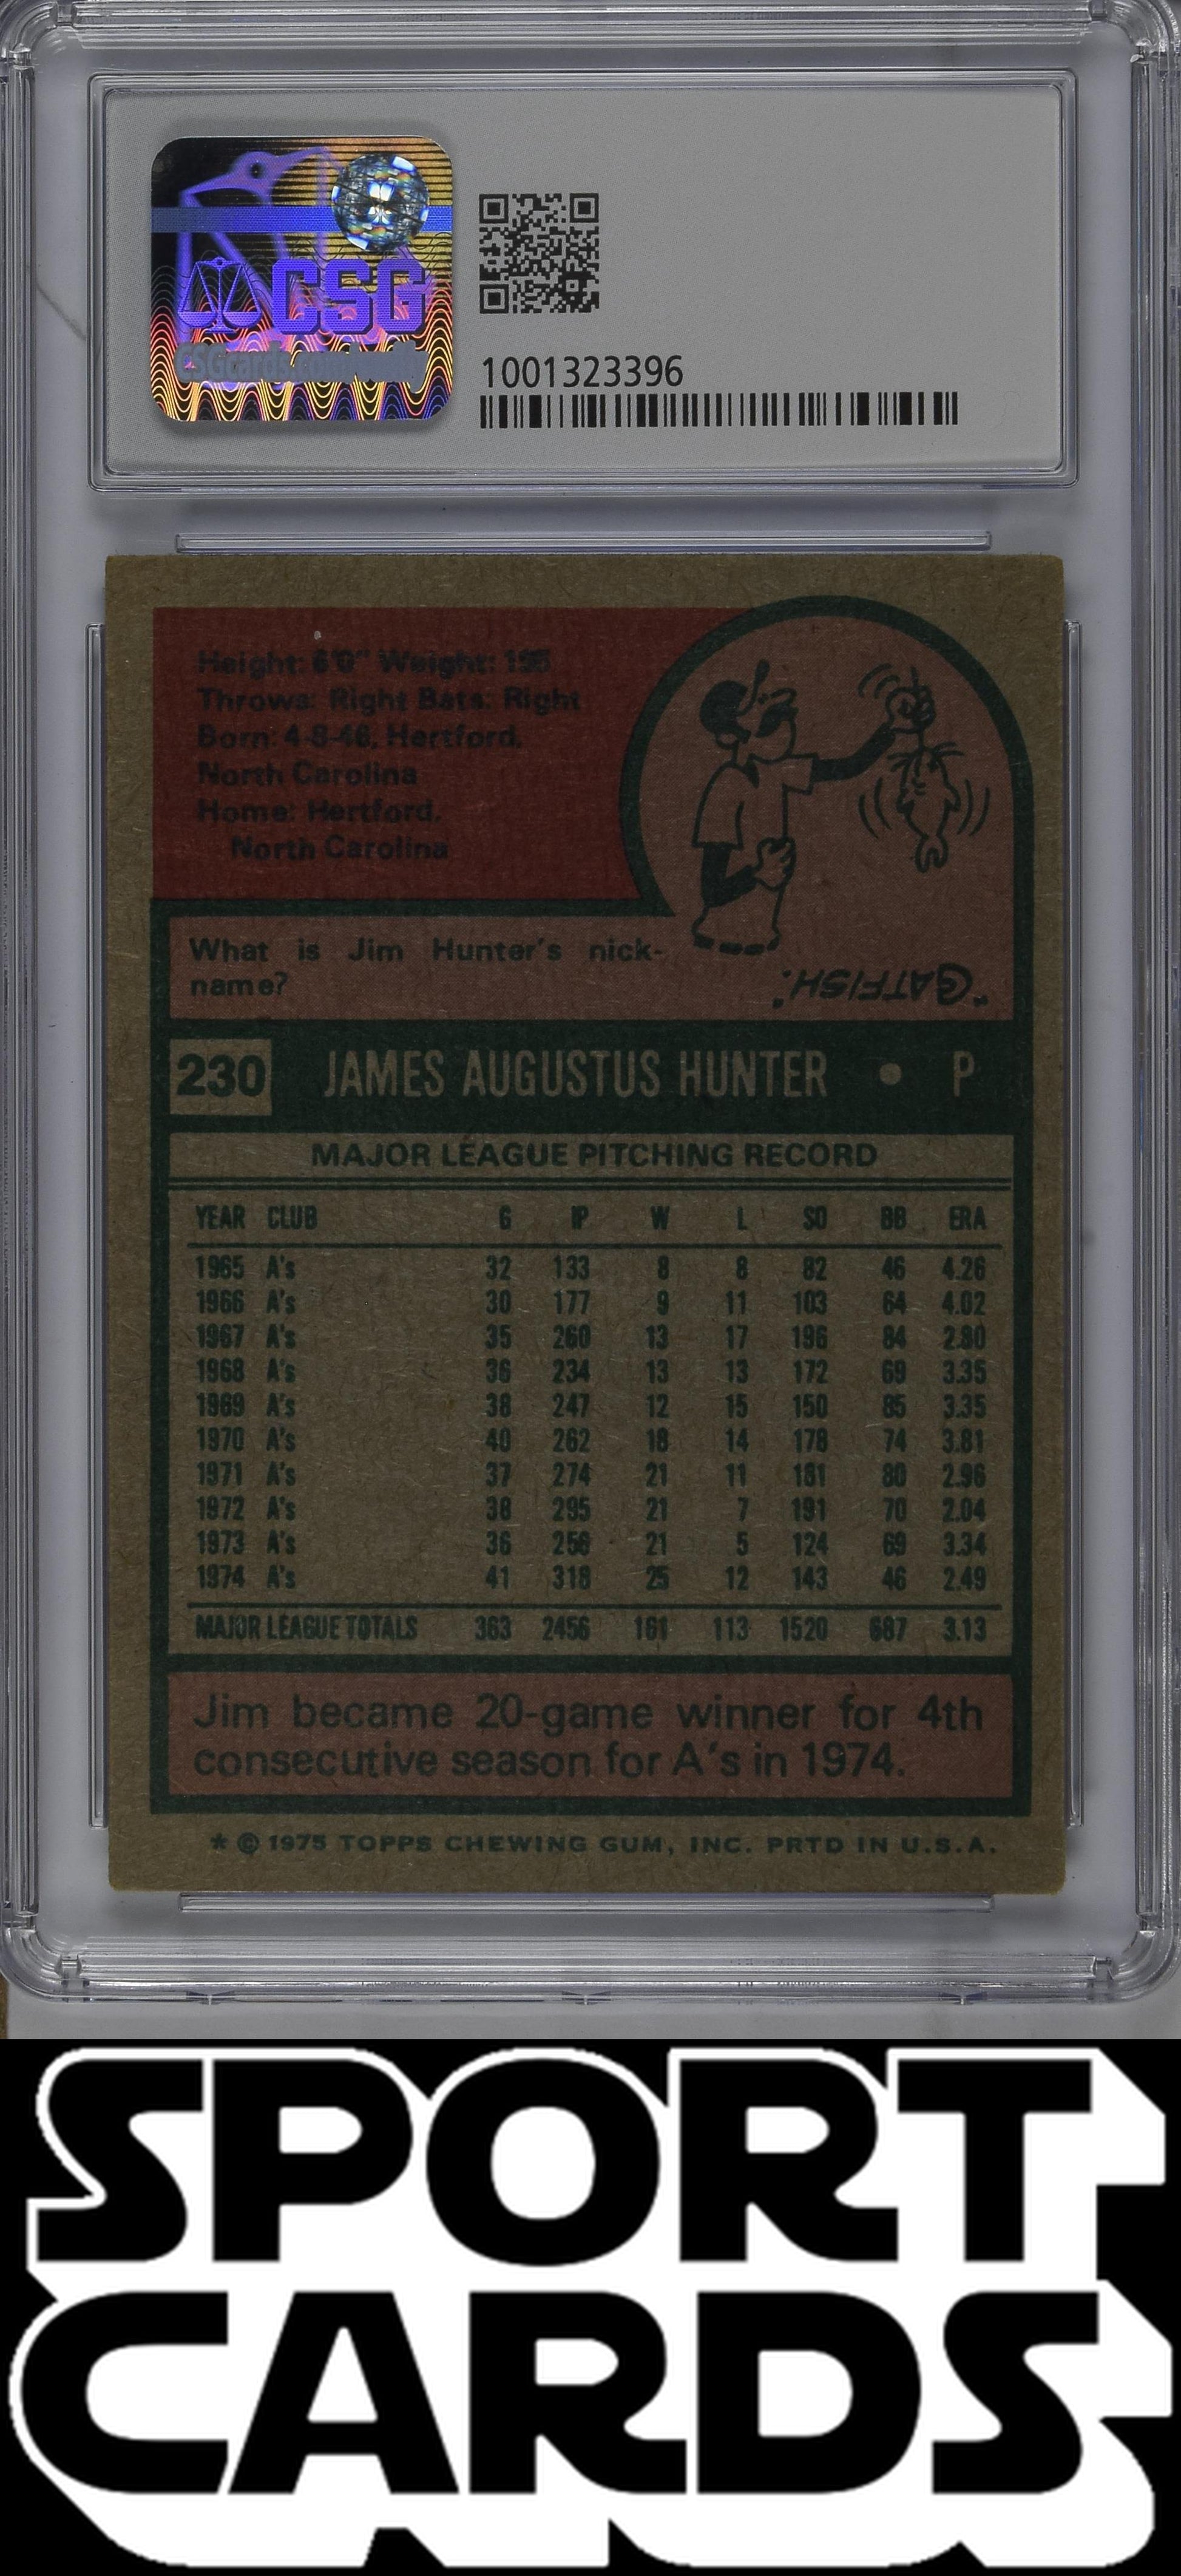 CSG
CSGcards.com/verify
1001323396
Height: 6'0" Weight: 195
Throws: Right Bats: Right
Born: 4-8-46, Hertford,
North Carolina
Home: Hertford,
North Carolina
What is Jim Hunter's nick-
name?
"CATFISH."
230 JAMES AUGUSTUS HUNTER • P
MAJOR LEAGUE PITCHING RECORD
YEAR CLUB G IP W L SO BB ERA
1965 A's 32 133 8 8 82 46 4.26
1966 A's 30 177 9 11 103 64 4.02
1967 A's 35 260 13 17 196 84 2.80
1968 A's 36 234 13 13 172 69 3.35
1969 A's 38 247 12 15 150 85 3.35
1970 A's 40 262 18 14 178 74 3.81
1971 A's 37 274 21 11 181 80 2.96
1972 A's 38 295 21 7 191 70 2.04
1973 A's 36 256 21 5 124 69 3.34
1974 A's 41 318 25 12 143 46 2.49
MAJOR LEAGUE TOTALS 363 2456 161 113 1520 687 3.13
Jim became 20-game winner for 4th
consecutive season for A's in 1974.
* © 1975 TOPPS CHEWING GUM, INC. PRTD IN U.S.A.
SPORT
CARDS